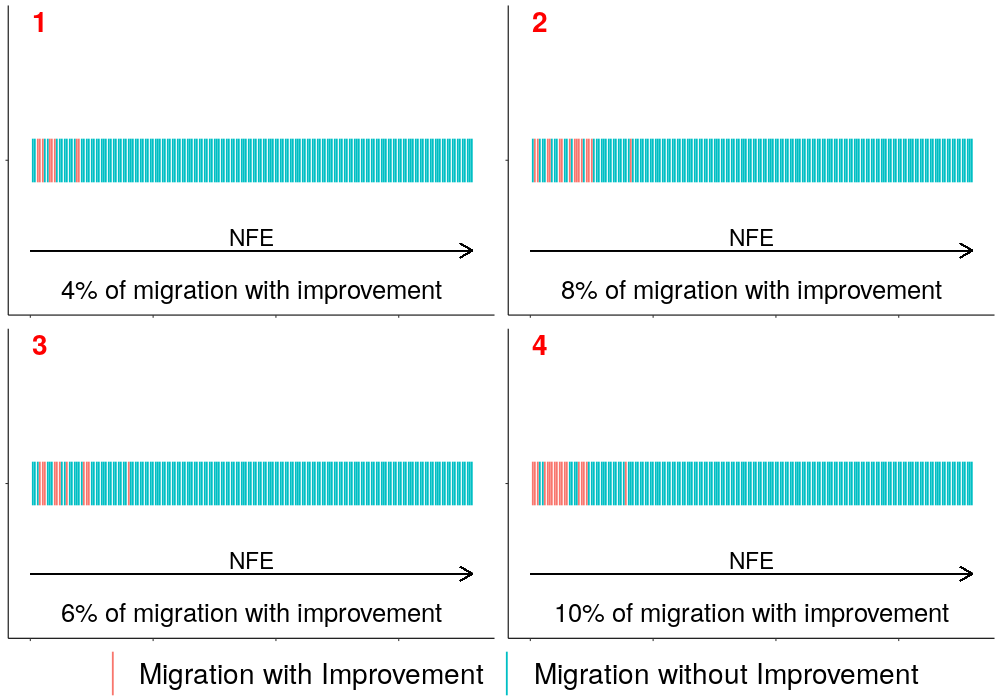 1
NFE
4% of migration with improvement
2
NFE
8% of migration with improvement
3
NFE
6% of migration with improvement
4
NFE
10% of migration with improvement
Migration with Improvement
Migration without Improvement